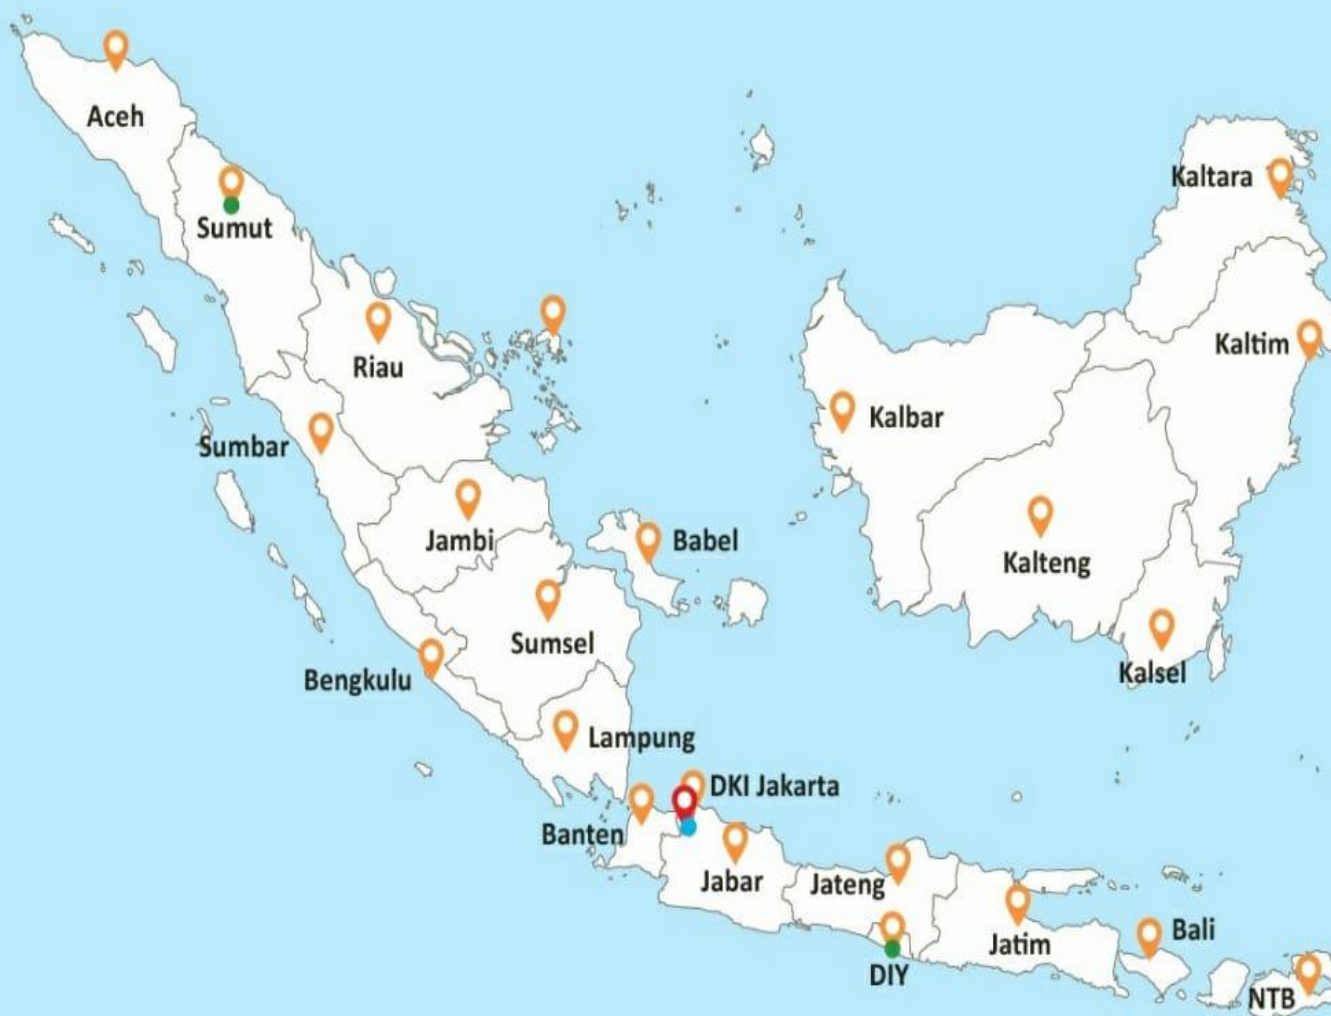 Aceh
Kaltara
Sumut
Kaltim
Riau
Kalbar
Sumbar
Jambi
Babel
Kalteng
Sumsel
Kalsel
Bengkulu
Lampung
DKI Jakarta
Banten
Jabar
Jateng
Bali
Jatim
DIY
NTB